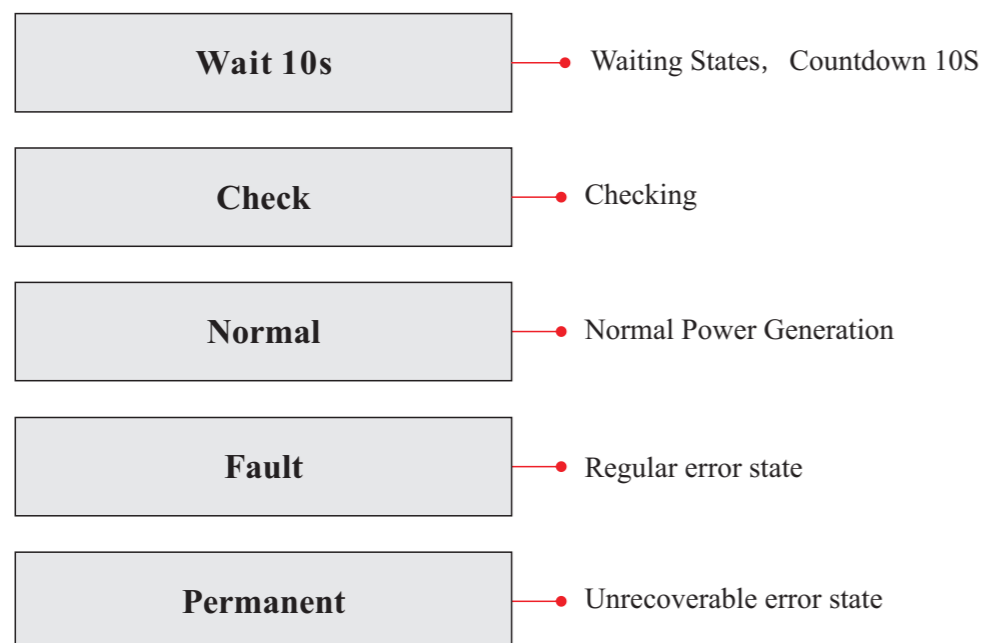 Wait 10s
Waiting States, Countdown 10S
Check
Checking
Normal
Normal Power Generation
Fault
Regular error state
Permanent
Unrecoverable error state